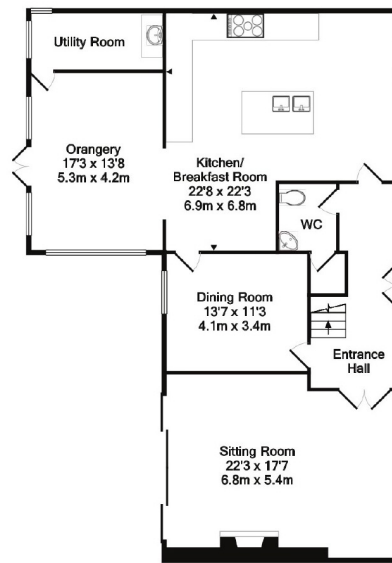 Utility Room
Orangery
17'3 x 13'8
5.3m x 4.2m
Kitchen/
Breakfast Room
22'8 x 22'3
6.9m x 6.8m
WC
Dining Room
13'7 x 11'3
4.1m x 3.4m
Entrance
Hall
Sitting Room
22'3 x 17'7
6.8m x 5.4m